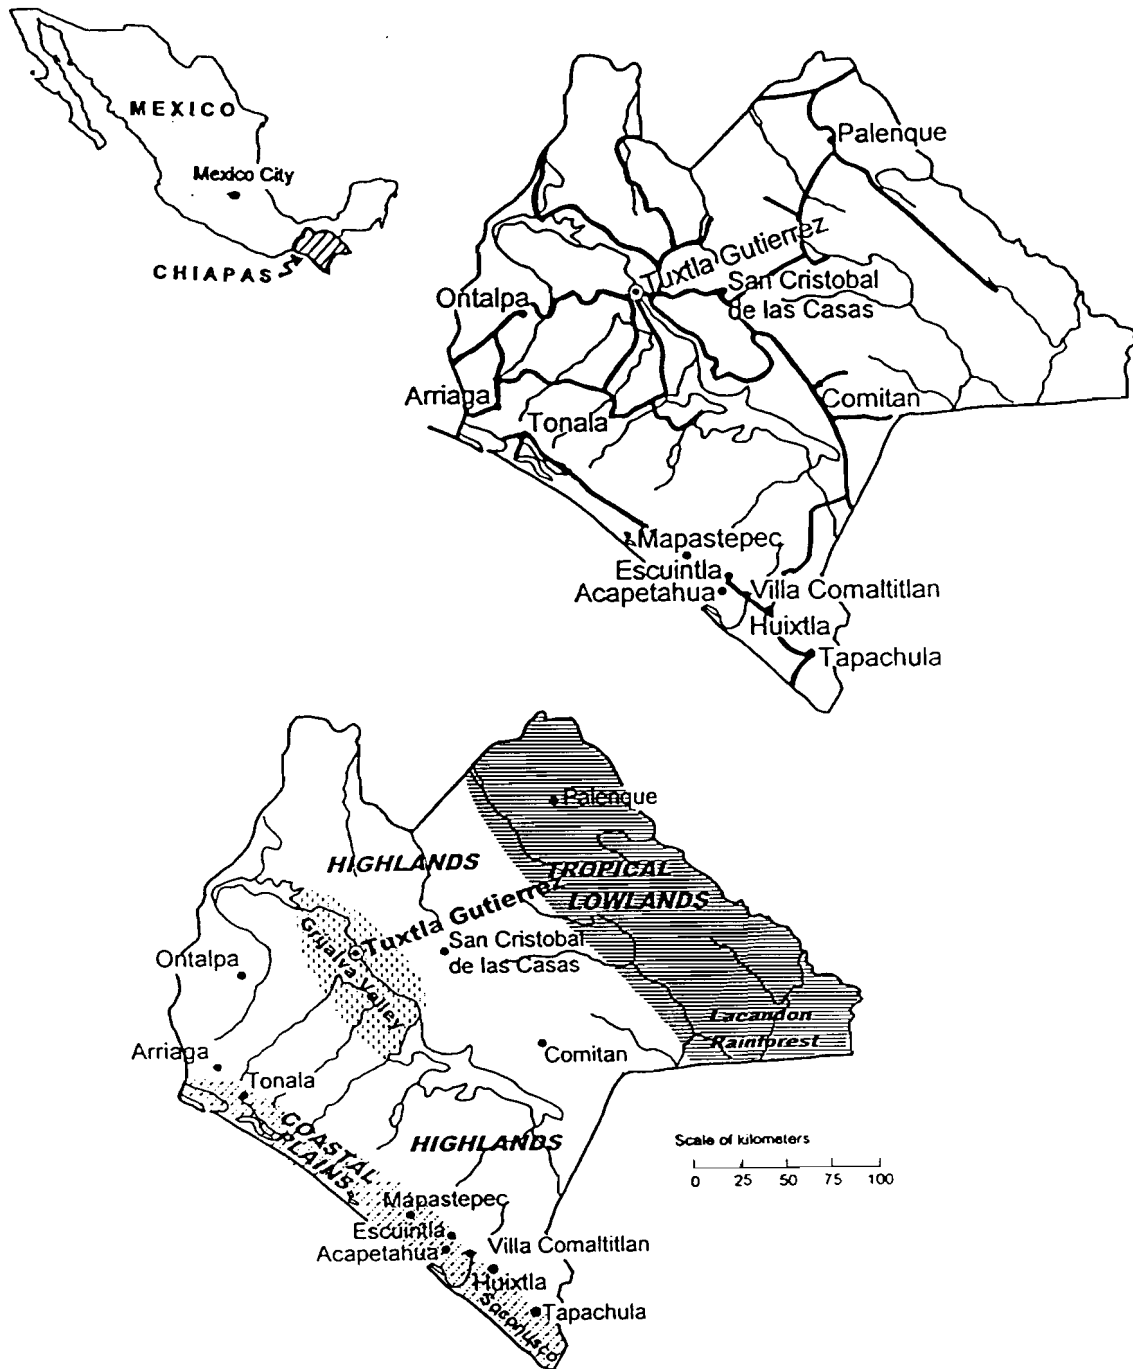 MEXICO
Mexico City
CHIAPAS
Palenque
Tuxtla Gutierrez
San Cristobal
de las Casas
Ontalpa
Arriaga
Comitan
Tonala
Mapastepec
Escuintla
Acapetahua
Villa Comaltitlan
Huixtla
Tapachula
Palenque
HIGHLANDS
TROPICAL
LOWLANDS
Tuxtla Gutierrez
Grijalva Valley
San Cristobal
de las Casas
Ontalpa
Lacandon
Rainforest
Arriaga
Comitan
Tonala
COASTAL
PLAINS
HIGHLANDS
Scale of kilometers
0 25 50 75 100
Mapastepec
Escuintla
Acapetahua
Villa Comaltitlan
Huixtla
Soconusco
Tapachula